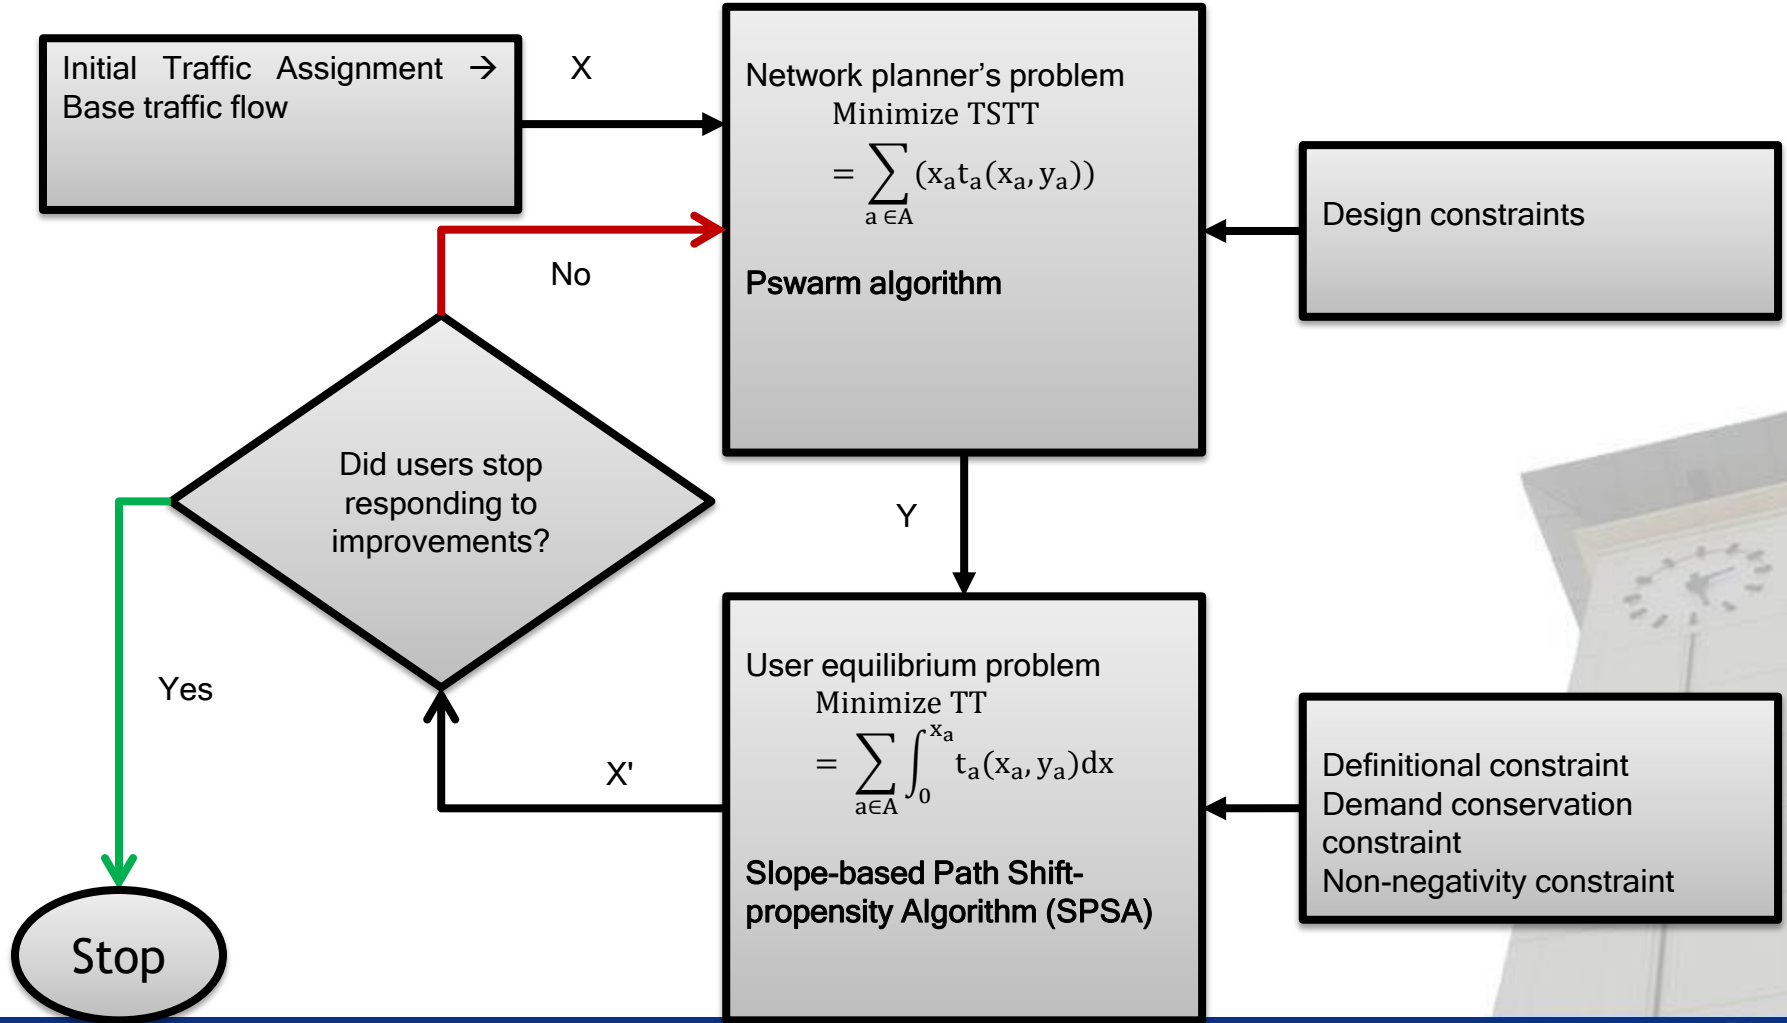 Initial Traffic Assignment →
Base traffic flow
X
Network planner's problem
Minimize TSTT
= ∑ a ∈A (xₐtₐ(xₐ, yₐ))
Pswarm algorithm
Design constraints
No
Did users stop
responding to
improvements?
Y
Yes
X'
User equilibrium problem
Minimize TT
= ∑ a∈A ∫₀^xₐ tₐ(xₐ, yₐ)dx
Slope-based Path Shift-
propensity Algorithm (SPSA)
Definitional constraint
Demand conservation
constraint
Non-negativity constraint
Stop